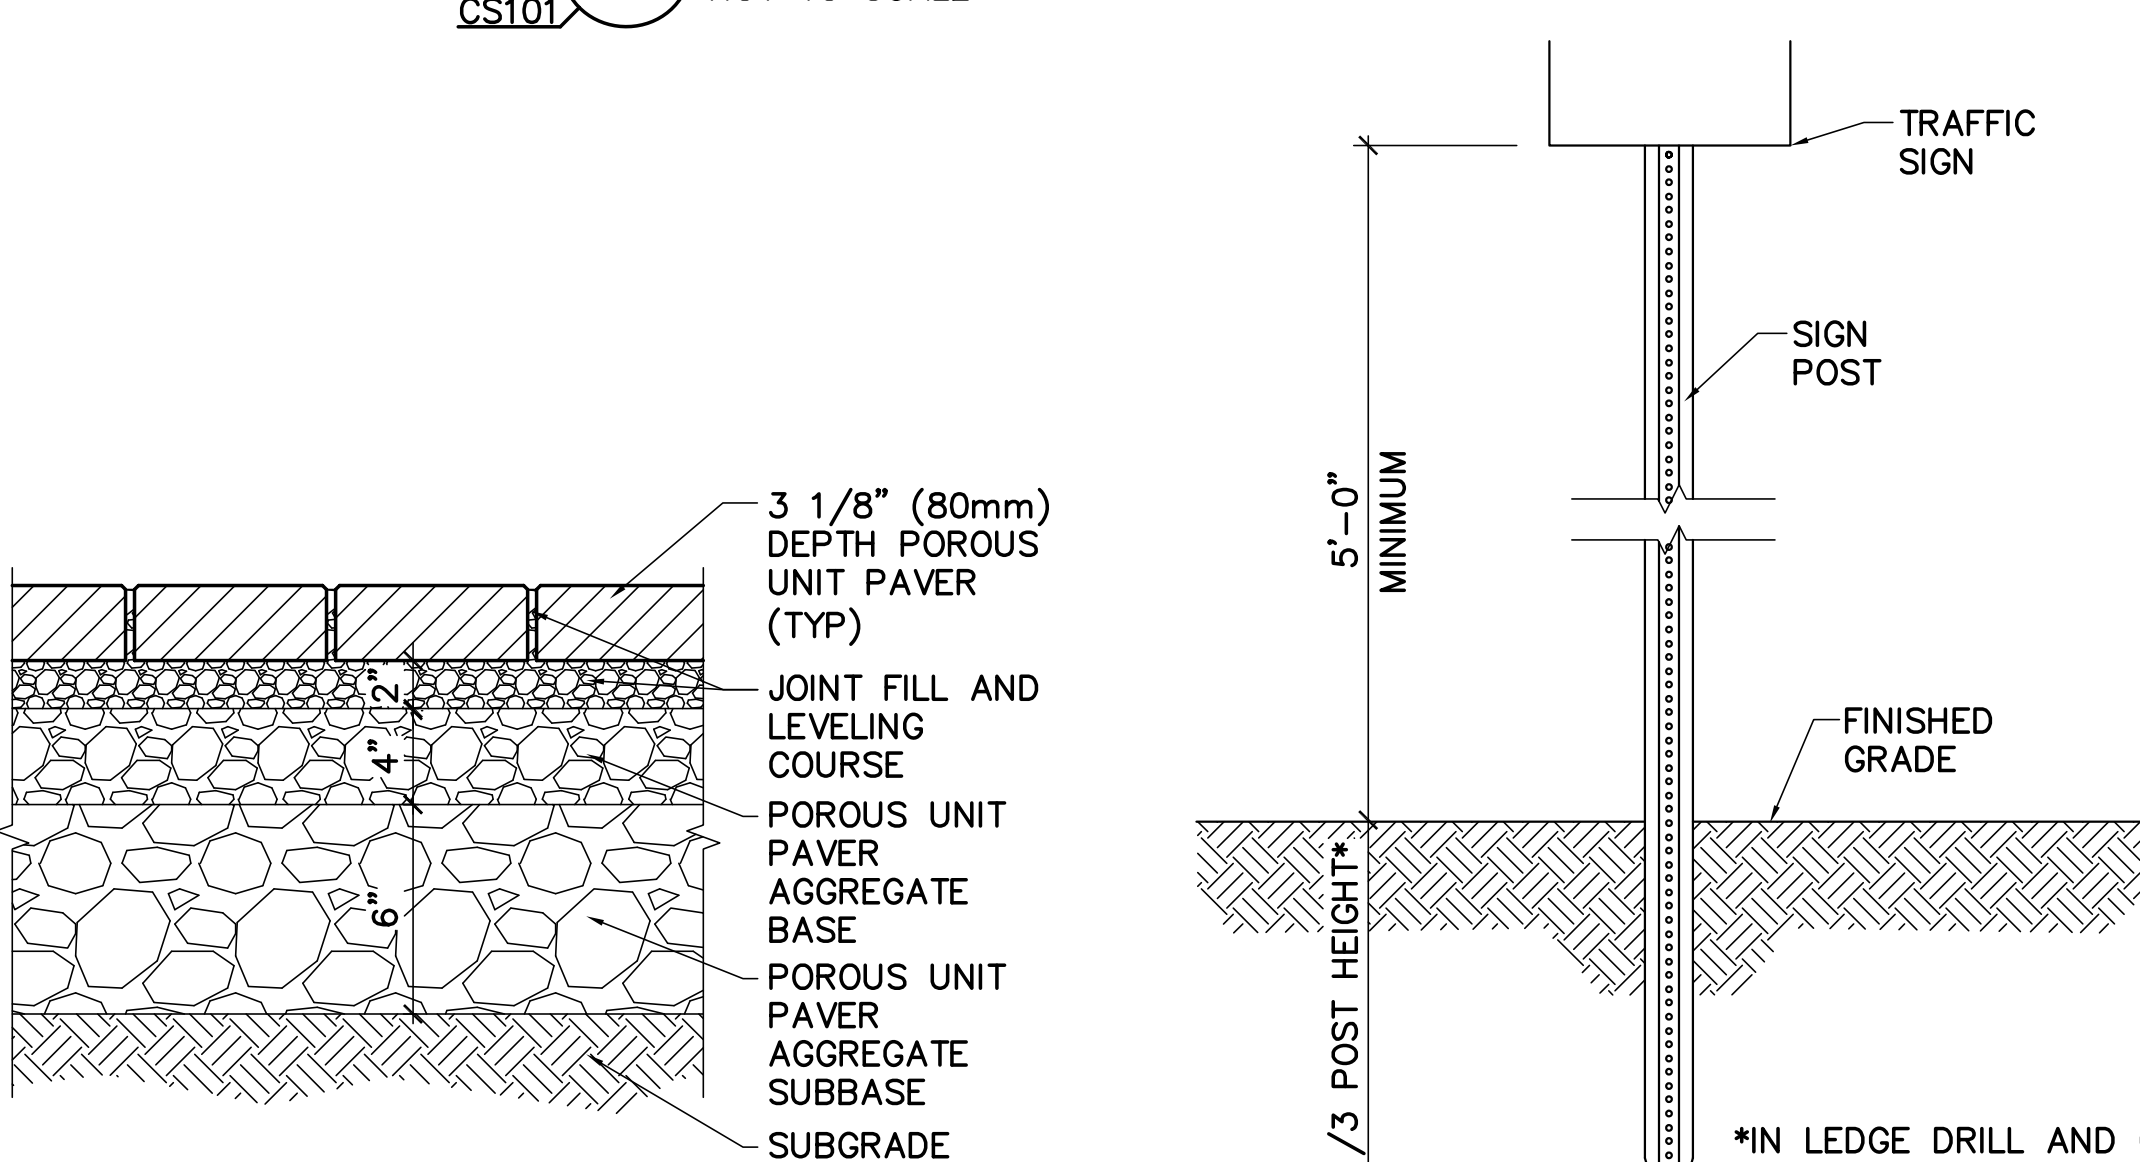 CS101
3 1/8" (80mm)
DEPTH POROUS
UNIT PAVER
(TYP)
2"
JOINT FILL AND
LEVELING
COURSE
4"
POROUS UNIT
PAVER
AGGREGATE
BASE
6"
POROUS UNIT
PAVER
AGGREGATE
SUBBASE
SUBGRADE
TRAFFIC
SIGN
SIGN
POST
5'-0"
MINIMUM
FINISHED
GRADE
/3 POST HEIGHT*
*IN LEDGE DRILL AND